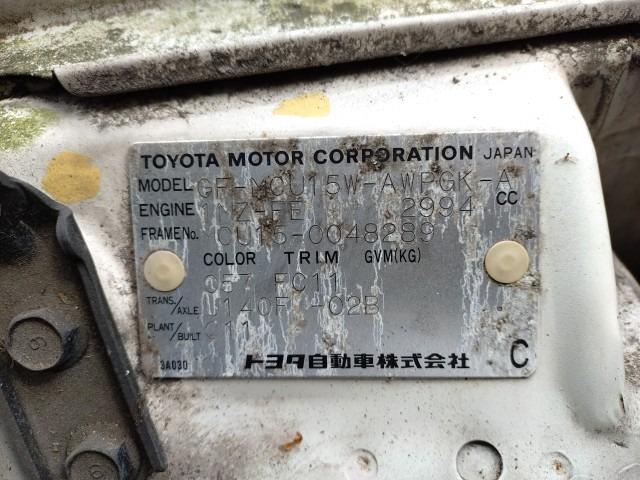 TOYOTA MOTOR CORPORATION JAPAN
MODEL GF-MCU15W-AWPGK-A
ENGINE 1MZ-FE 2994 CC
FRAME No. CU15-0048289
COLOR TRIM GVM(KG)
057 FC11
TRANS./AXLE U140F -02B
PLANT/BUILT C11
3A030 トヨタ自動車株式会社 C